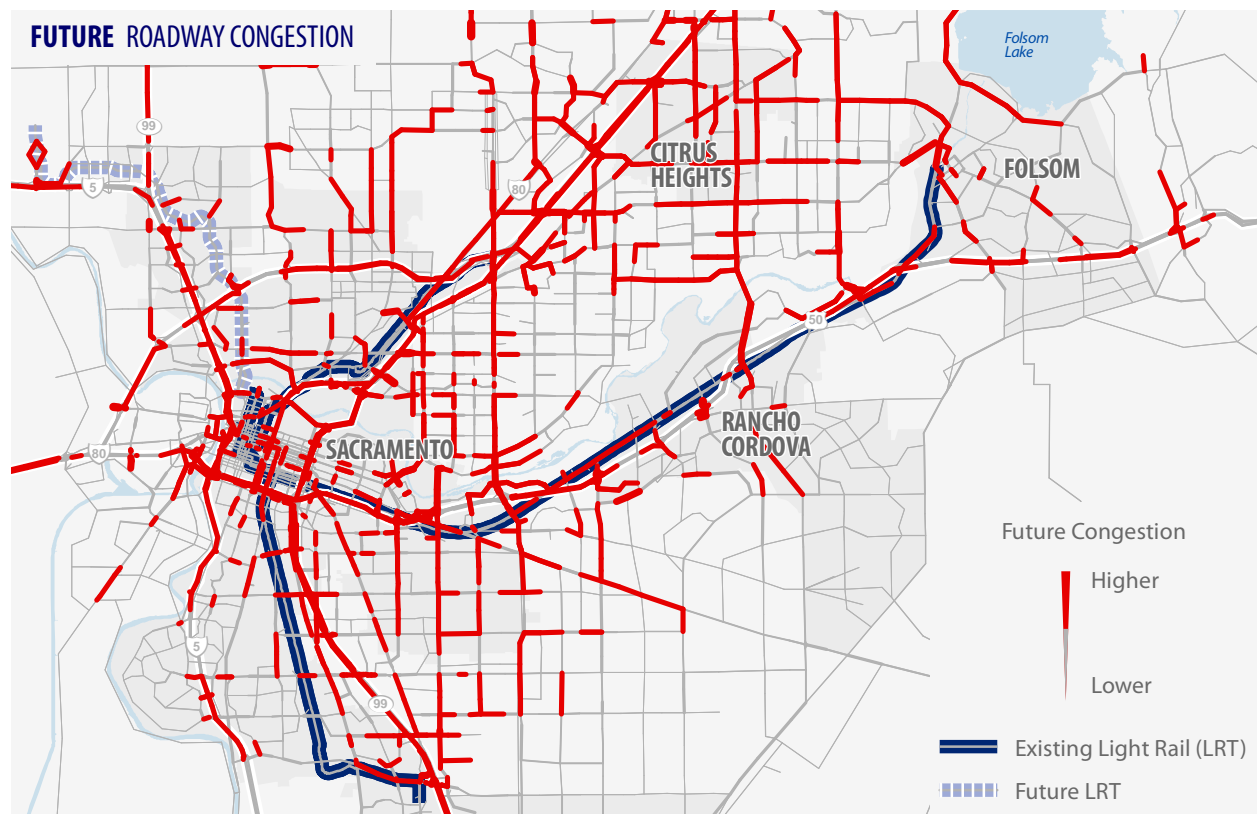 FUTURE ROADWAY CONGESTION
Folsom
Lake
99
CITRUS
HEIGHTS
FOLSOM
5
80
50
RANCHO
CORDOVA
SACRAMENTO
80
Future Congestion
Higher
5
Lower
99
Existing Light Rail (LRT)
Future LRT